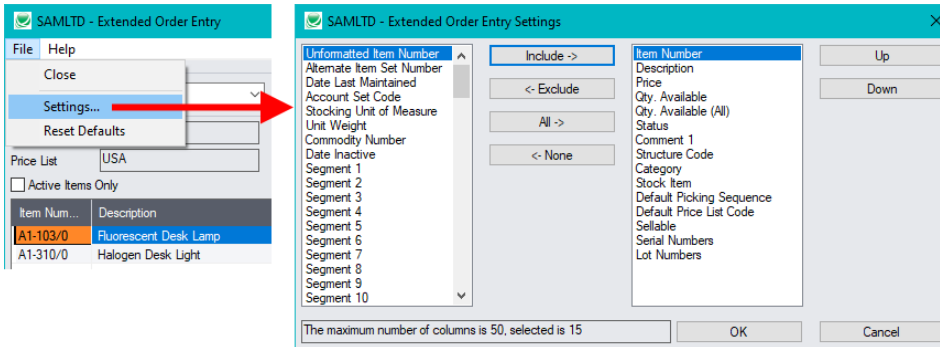 SAMLTD - Extended Order Entry
File Help
Close
Settings...
Reset Defaults
Price List USA
Active Items Only
Item Num... Description
A1-103/0 Fluorescent Desk Lamp
A1-310/0 Halogen Desk Light
SAMLTD - Extended Order Entry Settings
Unformatted Item Number
Alternate Item Set Number
Date Last Maintained
Account Set Code
Stocking Unit of Measure
Unit Weight
Commodity Number
Date Inactive
Segment 1
Segment 2
Segment 3
Segment 4
Segment 5
Segment 6
Segment 7
Segment 8
Segment 9
Segment 10
Include ->
<- Exclude
All ->
<- None
Item Number
Description
Price
Qty. Available
Qty. Available (All)
Status
Comment 1
Structure Code
Category
Stock Item
Default Picking Sequence
Default Price List Code
Sellable
Serial Numbers
Lot Numbers
Up
Down
The maximum number of columns is 50, selected is 15
OK
Cancel